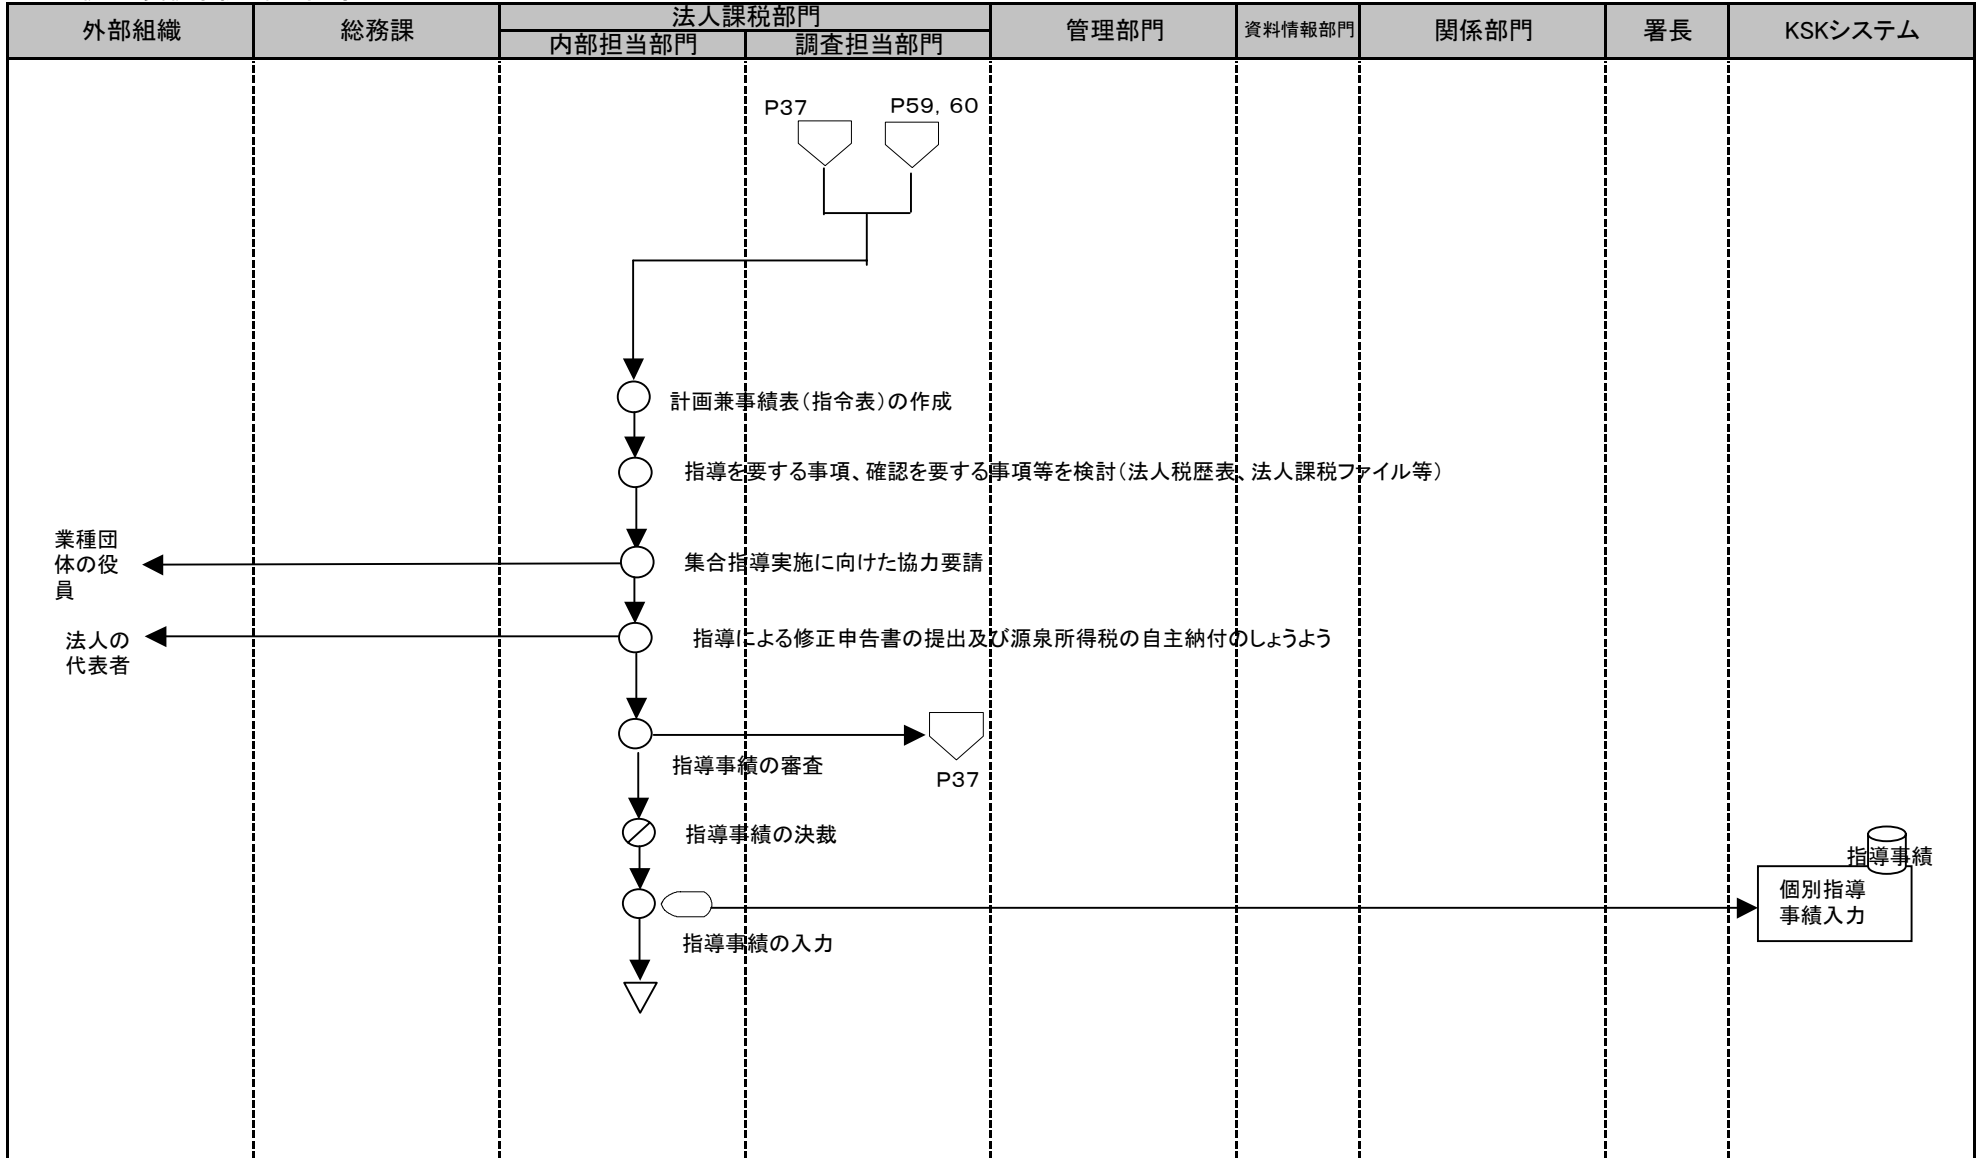 外部組織
総務課
法人課税部門
内部担当部門
調査担当部門
管理部門
資料情報部門
関係部門
署長
KSKシステム
P37
P59, 60
計画兼事績表(指令表)の作成
指導を要する事項、確認を要する事項等を検討(法人税歴表、法人課税ファイル等)
業種団
体の役
員
集合指導実施に向けた協力要請
法人の
代表者
指導による修正申告書の提出及び源泉所得税の自主納付のしょうよう
指導事績の審査
P37
指導事績の決裁
指導事績
個別指導
事績入力
指導事績の入力